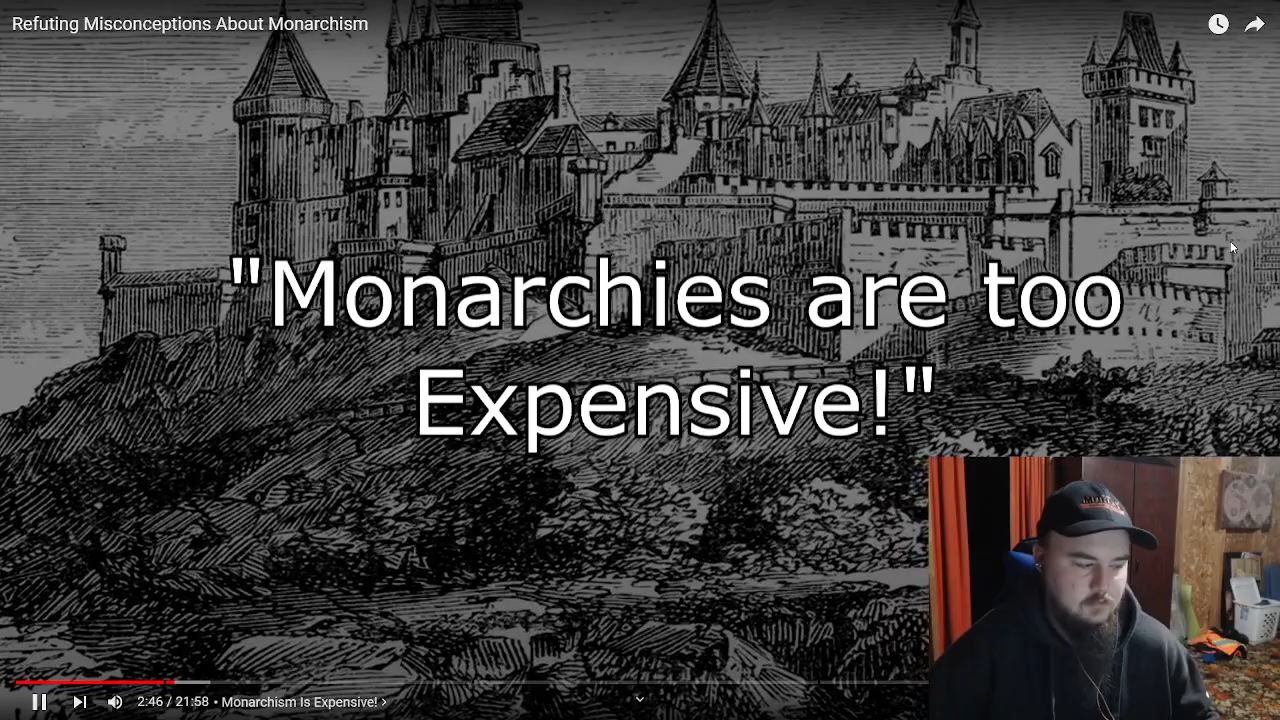 Refuting Misconceptions About Monarchism
"Monarchies are too
Expensive!"
2:46 / 21:58 • Monarchism Is Expensive! ›